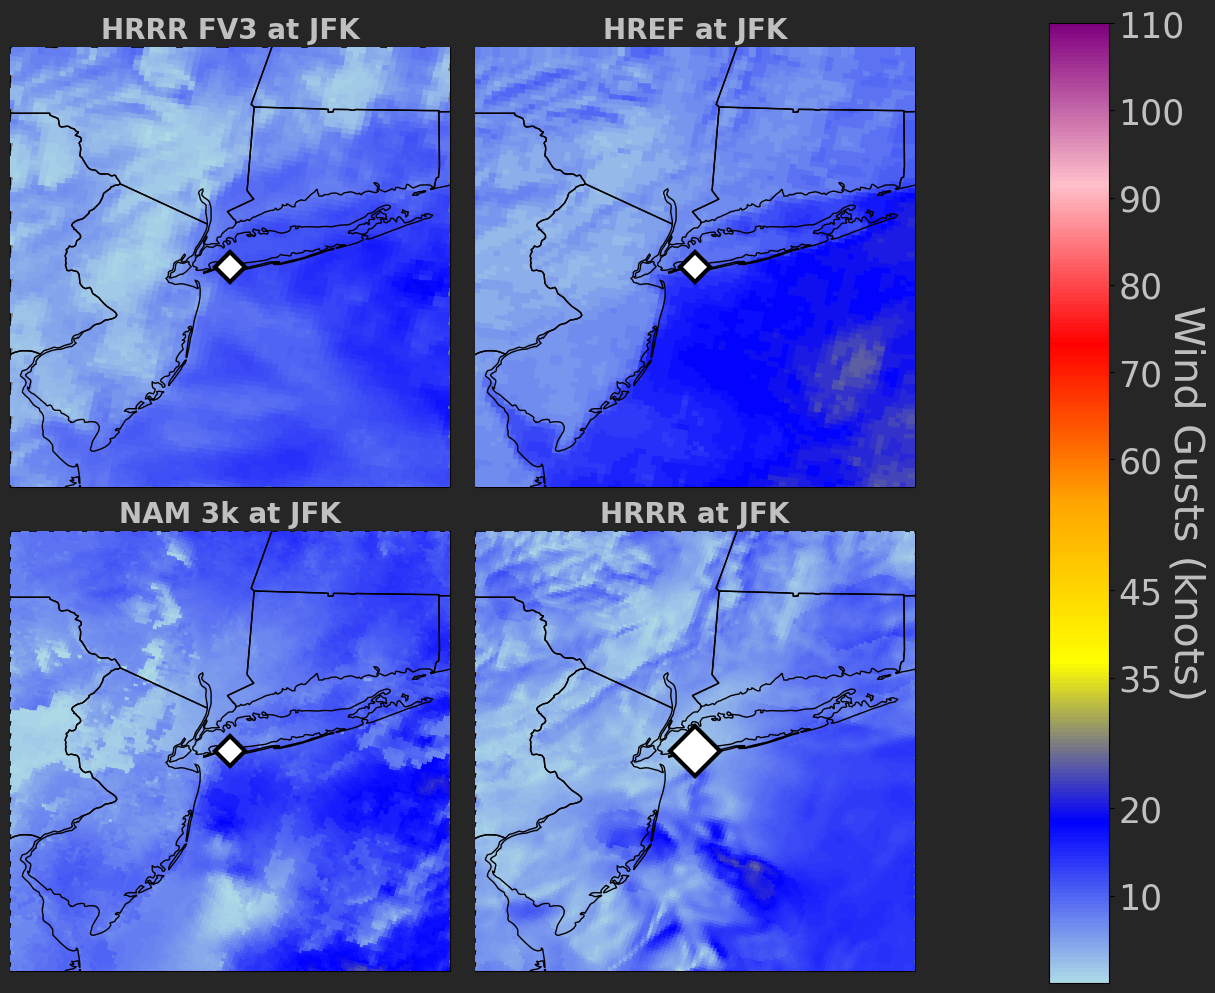 HRRR FV3 at JFK
HREF at JFK
NAM 3k at JFK
HRRR at JFK
110
100
90
80
70
60
45
35
20
10
Wind Gusts (knots)